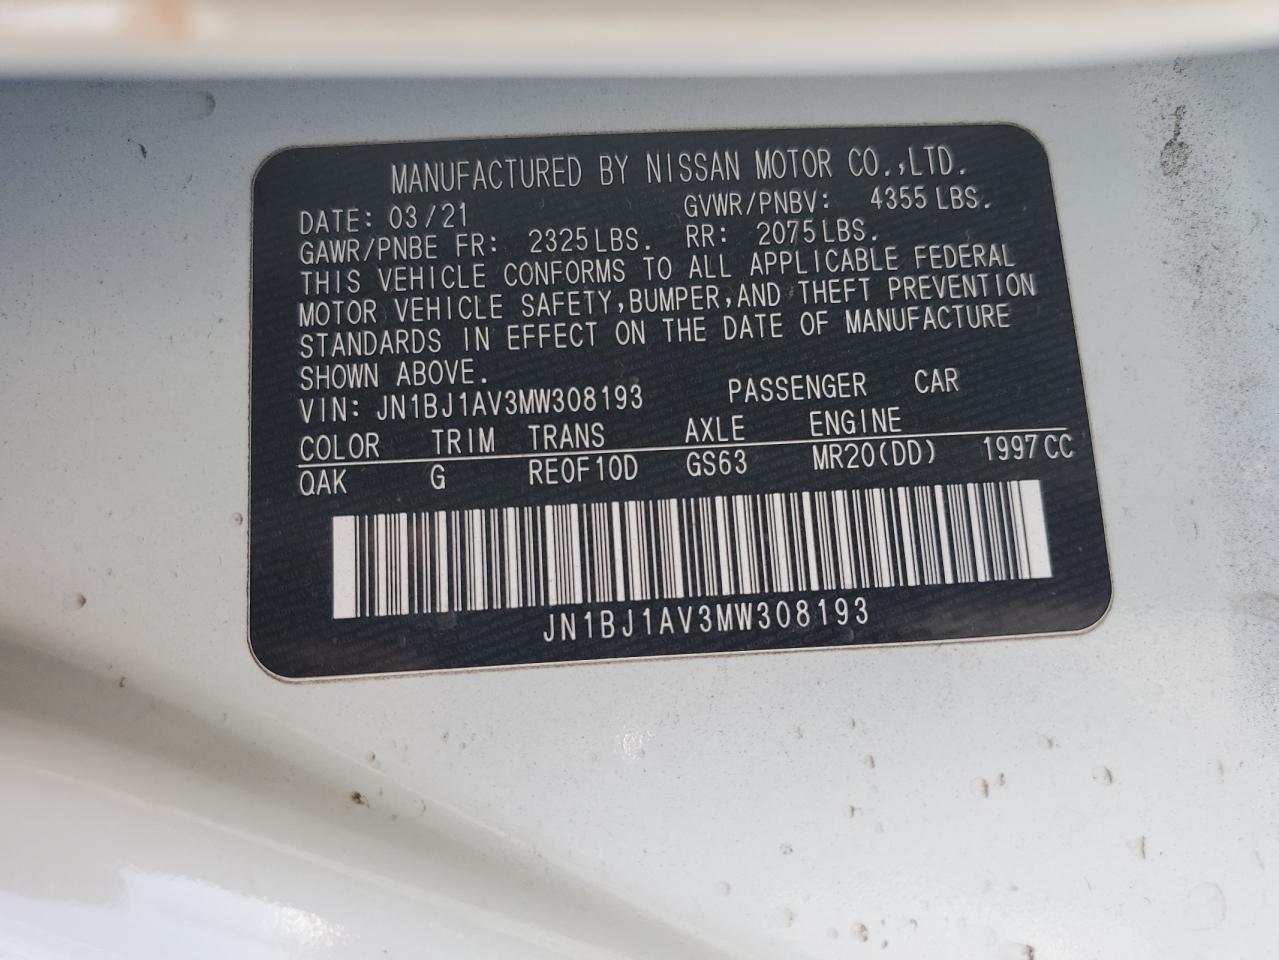 MANUFACTURED BY NISSAN MOTOR CO.,LTD.
DATE: 03/21 GVWR/PNBV: 4355 LBS.
GAWR/PNBE FR: 2325 LBS. RR: 2075 LBS.
THIS VEHICLE CONFORMS TO ALL APPLICABLE FEDERAL
MOTOR VEHICLE SAFETY,BUMPER,AND THEFT PREVENTION
STANDARDS IN EFFECT ON THE DATE OF MANUFACTURE
SHOWN ABOVE.
VIN: JN1BJ1AV3MW308193 PASSENGER CAR
COLOR TRIM TRANS AXLE ENGINE
QAK G RE0F10D GS63 MR20(DD) 1997 CC
JN1BJ1AV3MW308193